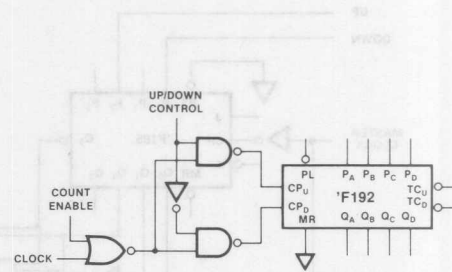 UP/DOWN
CONTROL
COUNT
ENABLE
CLOCK
PL PA PB PC PD
CPU TCU
'F192
CPD TCD
MR QA QB QC QD